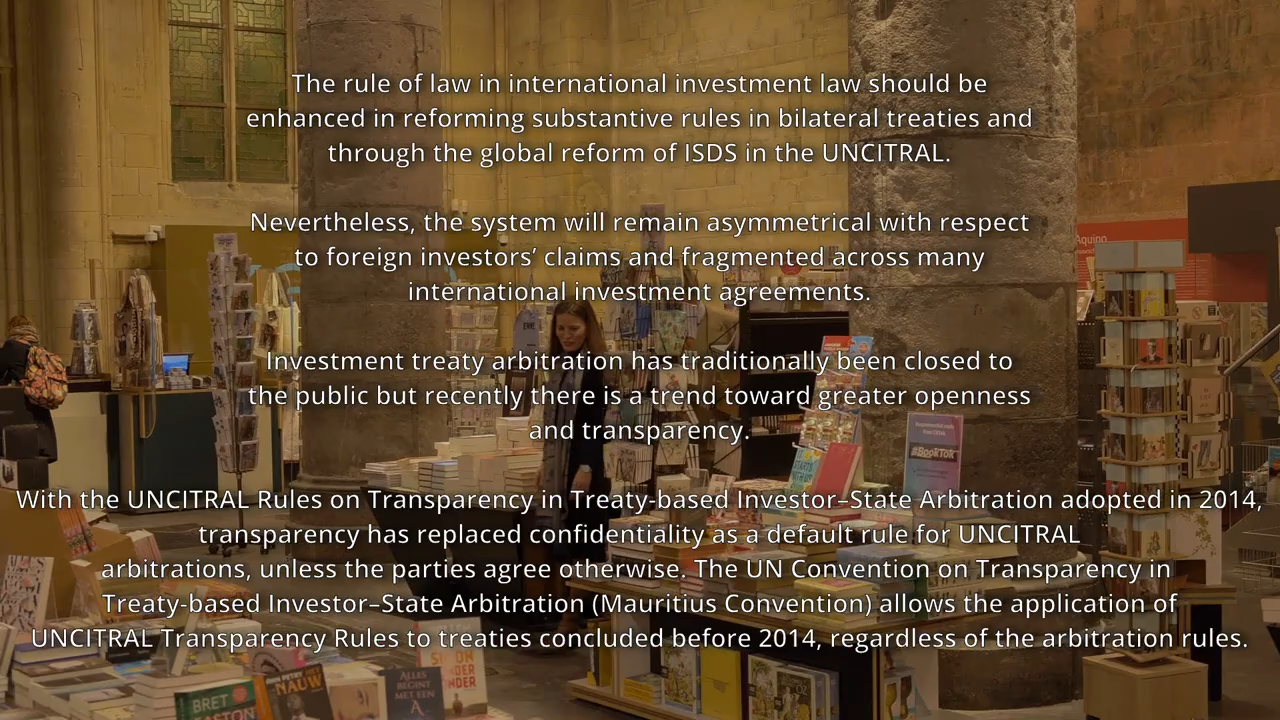 The rule of law in international investment law should be
enhanced in reforming substantive rules in bilateral treaties and
through the global reform of ISDS in the UNCITRAL.
Nevertheless, the system will remain asymmetrical with respect
to foreign investors’ claims and fragmented across many
international investment agreements.
Investment treaty arbitration has traditionally been closed to
the public but recently there is a trend toward greater openness
and transparency.
With the UNCITRAL Rules on Transparency in Treaty-based Investor–State Arbitration adopted in 2014,
transparency has replaced confidentiality as a default rule for UNCITRAL
arbitrations, unless the parties agree otherwise. The UN Convention on Transparency in
Treaty-based Investor–State Arbitration (Mauritius Convention) allows the application of
UNCITRAL Transparency Rules to treaties concluded before 2014, regardless of the arbitration rules.
Aquino
#BOOKTOK
ALLES
BEGINT
MET EEN
A
NAUW
BRET